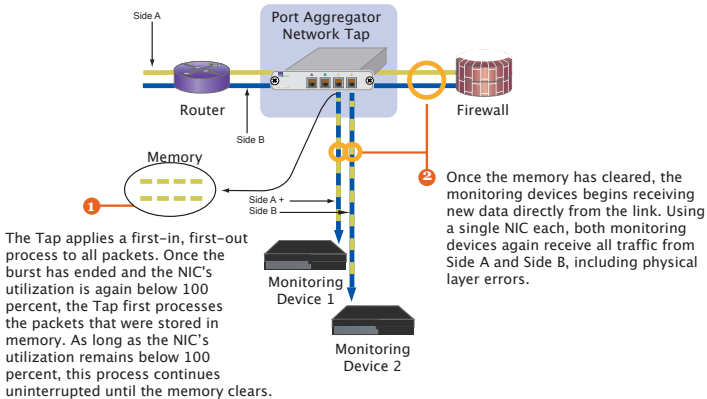 Side A
Port Aggregator
Network Tap
Router
Firewall
Side B
Memory
1
2
Side A +
Side B
Once the memory has cleared, the
monitoring devices begins receiving
new data directly from the link. Using
a single NIC each, both monitoring
devices again receive all traffic from
Side A and Side B, including physical
layer errors.
The Tap applies a first-in, first-out
process to all packets. Once the
burst has ended and the NIC's
utilization is again below 100
percent, the Tap first processes
the packets that were stored in
memory. As long as the NIC's
utilization remains below 100
percent, this process continues
uninterrupted until the memory clears.
Monitoring
Device 1
Monitoring
Device 2